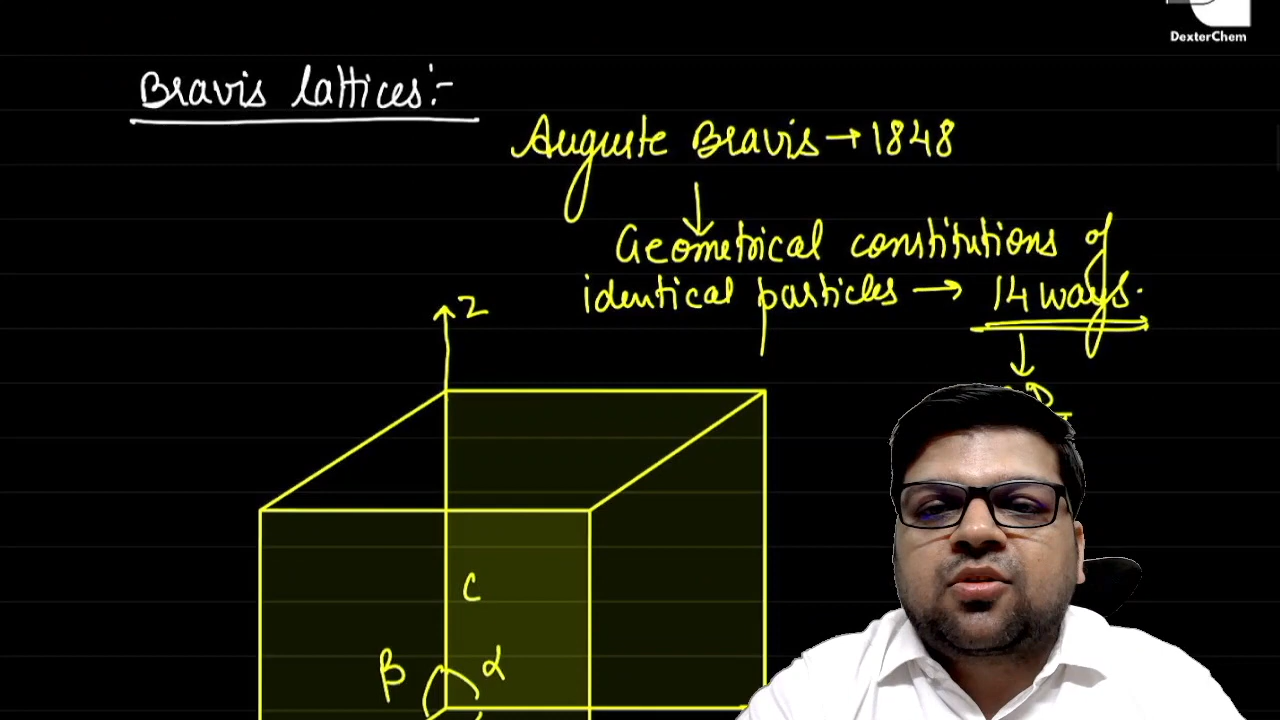 DexterChem
Bravis lattices:-
Auguste Bravis → 1848
Geometrical constitutions of
identical particles → 14 ways.
Z
C
β α